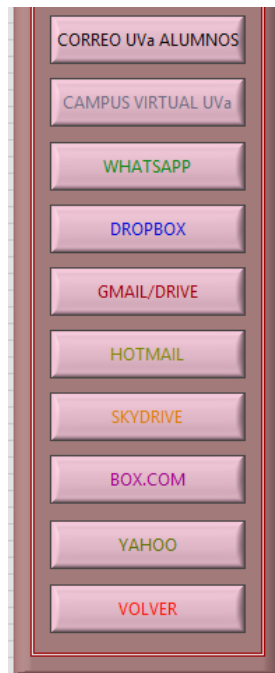 CORREO UVa ALUMNOS
CAMPUS VIRTUAL UVa
WHATSAPP
DROPBOX
GMAIL/DRIVE
HOTMAIL
SKYDRIVE
BOX.COM
YAHOO
VOLVER